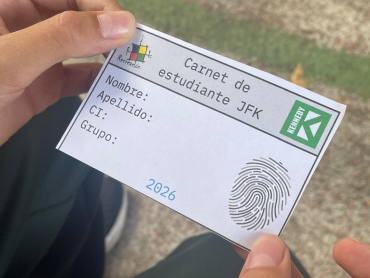 Carnet de
estudiante JFK
KENNEDY
Nombre:
Apellido:
CI:
Grupo:
2026